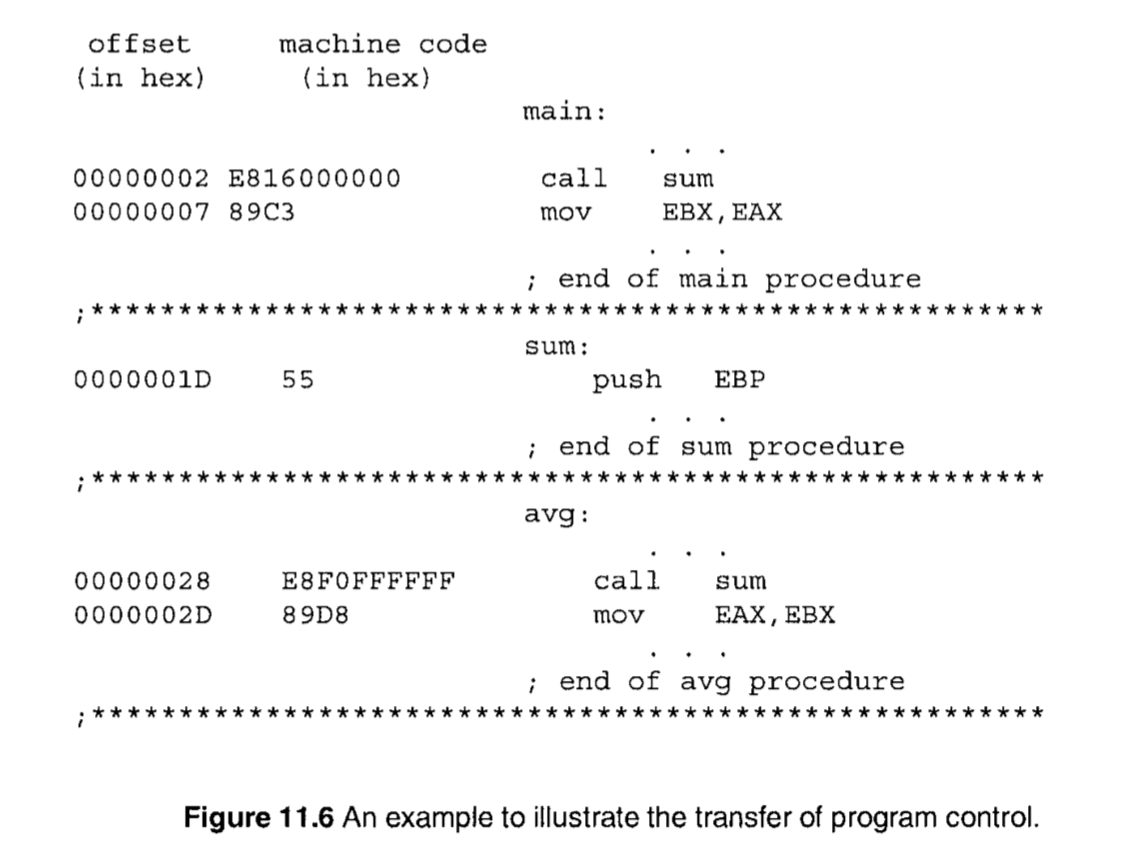 offset machine code
(in hex) (in hex)
main:
. . .
00000002 E816000000 call sum
00000007 89C3 mov EBX,EAX
. . .
; end of main procedure
;*******************************************************
sum:
0000001D 55 push EBP
. . .
; end of sum procedure
;*******************************************************
avg:
. . .
00000028 E8F0FFFFFF call sum
0000002D 89D8 mov EAX,EBX
. . .
; end of avg procedure
;*******************************************************
Figure 11.6 An example to illustrate the transfer of program control.